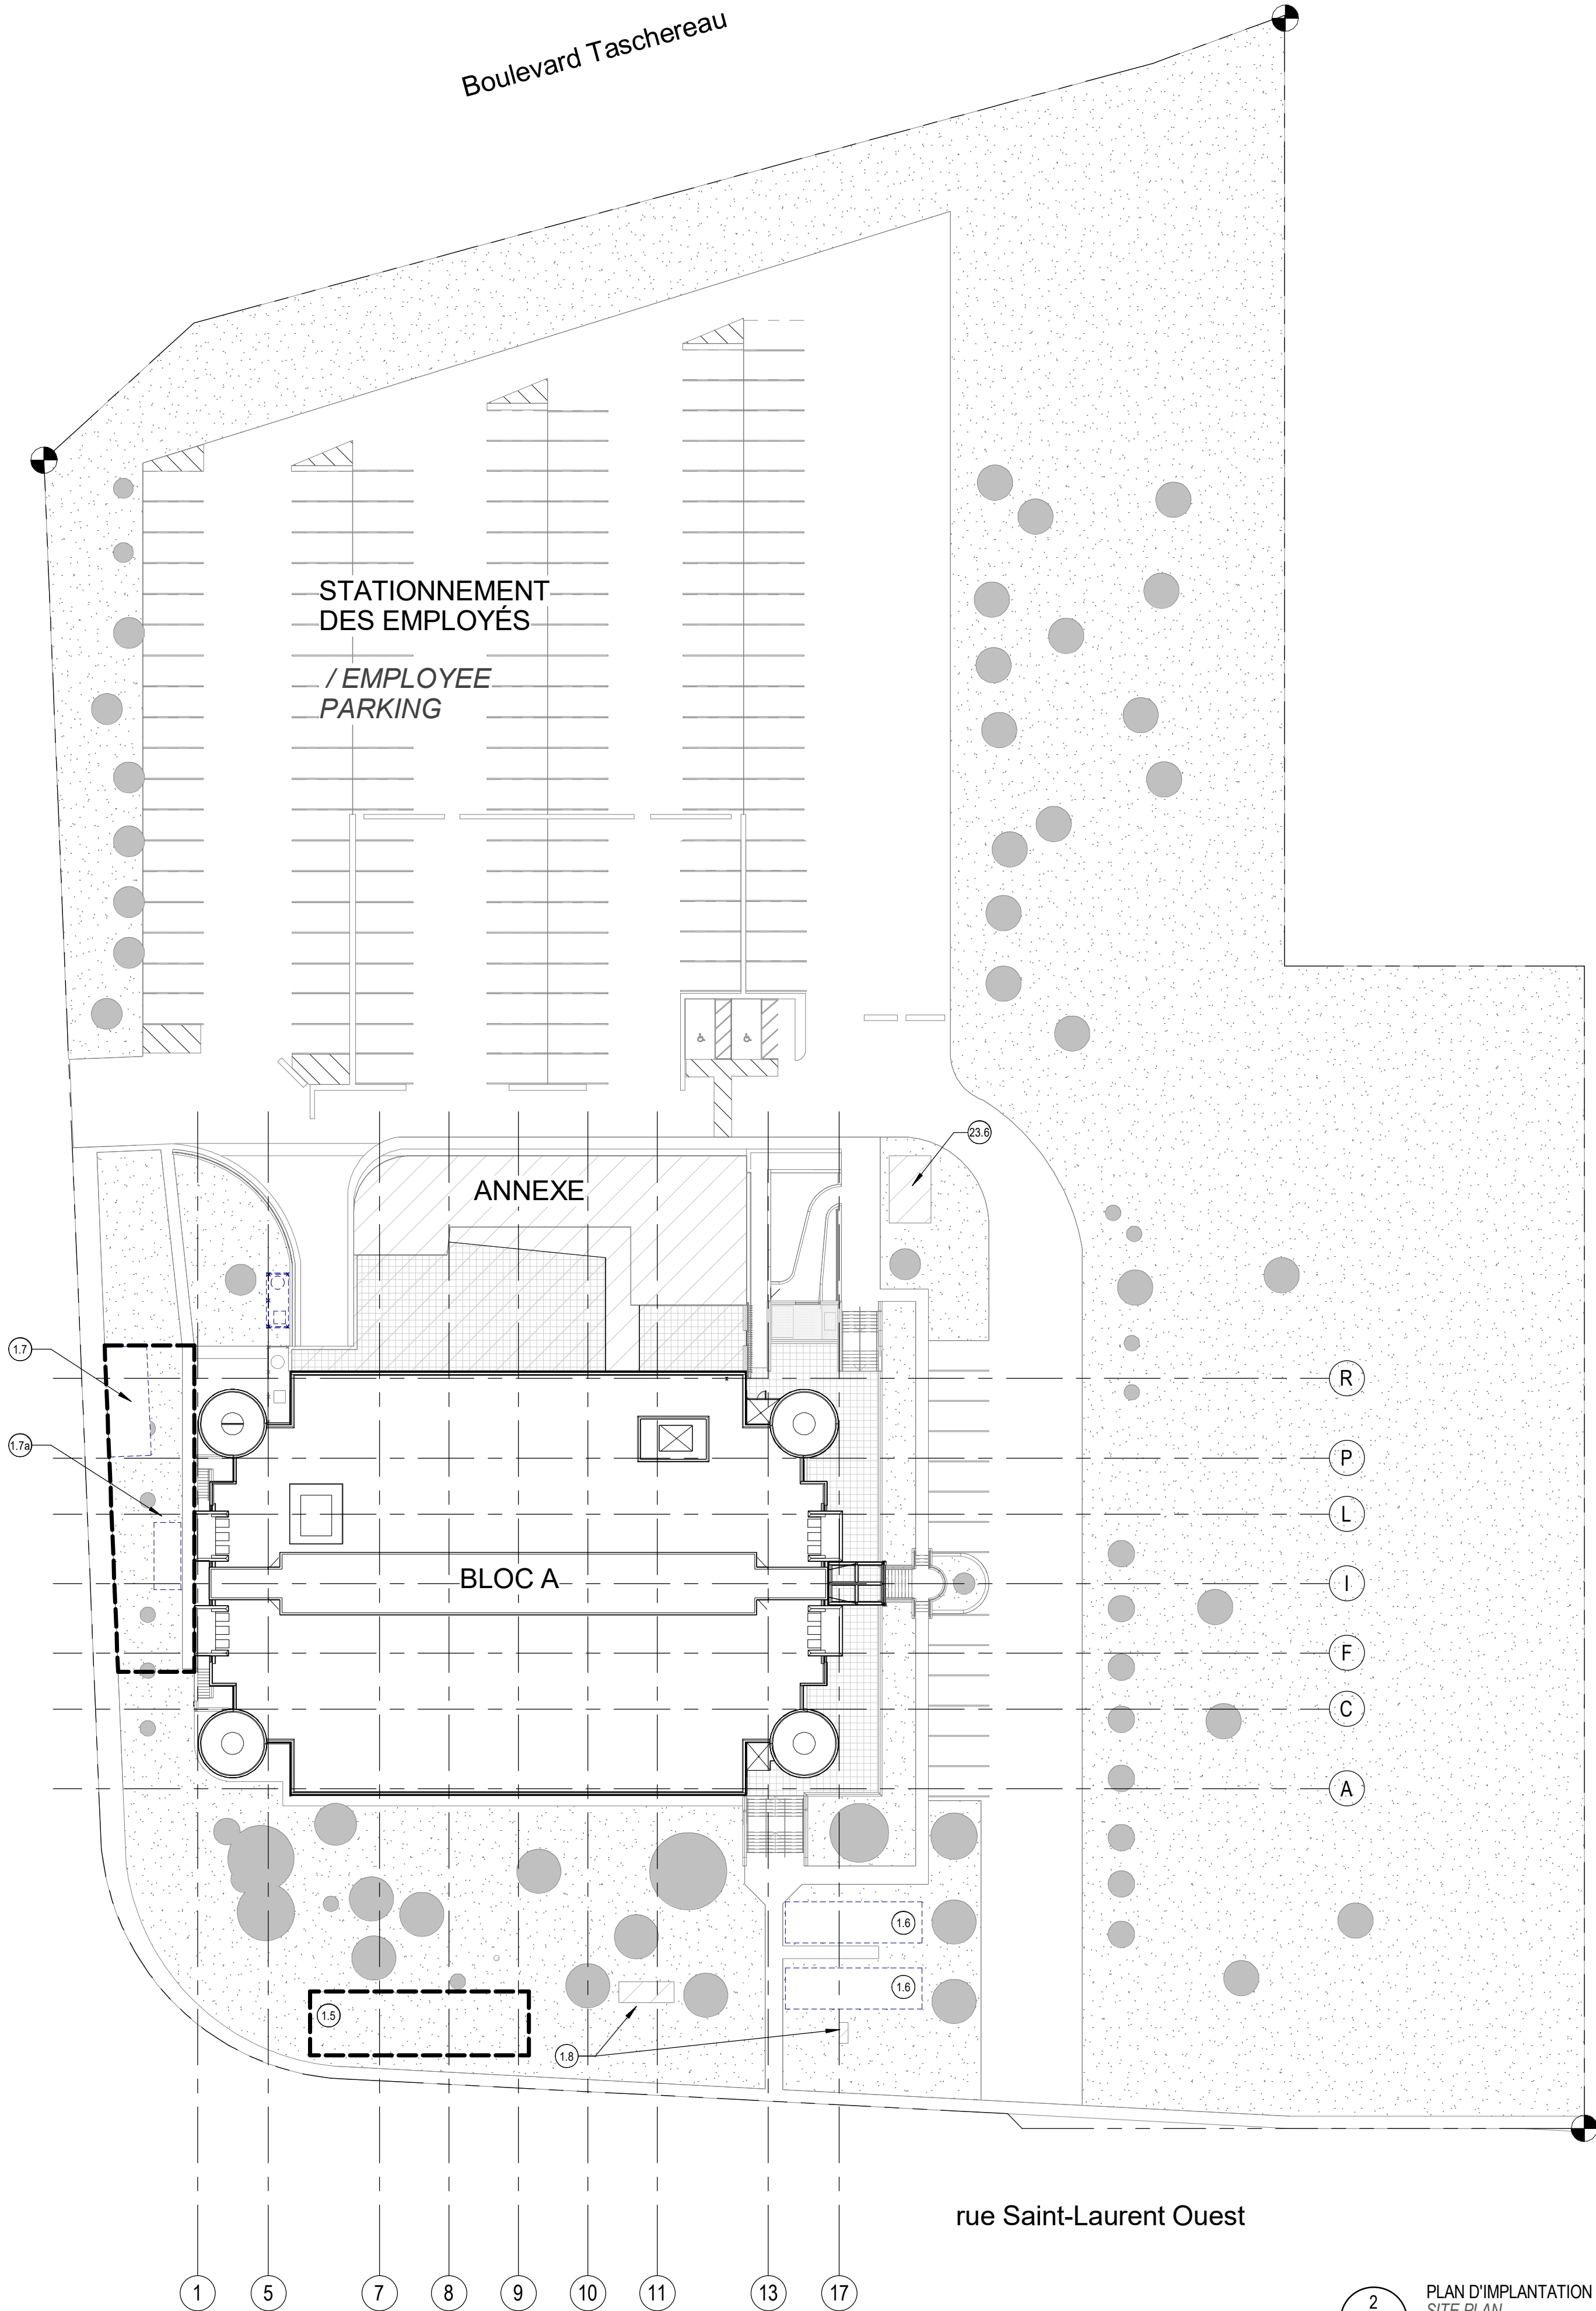 Boulevard Taschereau
STATIONNEMENT
DES EMPLOYÉS
/ EMPLOYEE
PARKING
23.6
ANNEXE
1.7
R
1.7a
P
L
BLOC A
I
F
C
A
1.6
1.6
1.5
1.8
rue Saint-Laurent Ouest
1 5 7 8 9 10 11 13 17
2
PLAN D'IMPLANTATION
SITE PLAN